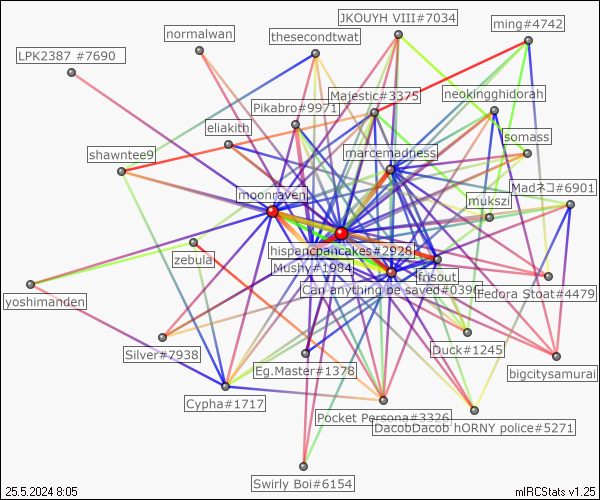 JKOUYH VIII#7034
ming#4742
normalwan
thesecondtwat
LPK2387 #7690
Majestic#3375
neokingghidorah
Pikabro#9971
eliakith
somass
shawntee9
marcemadness
Madネコ#6901
moonraven
mukszi
hispancpancakes#2928
zebula
Mushy#1984
frisout
Can anything be saved#0390
Fedora Stoat#4479
yoshimanden
Silver#7938
Duck#1245
Eg.Master#1378
bigcitysamurai
Cypha#1717
Pocket Persona#3326
DacobDacob hORNY police#5271
Swirly Boi#6154
25.5.2024 8:05
mIRCStats v1.25